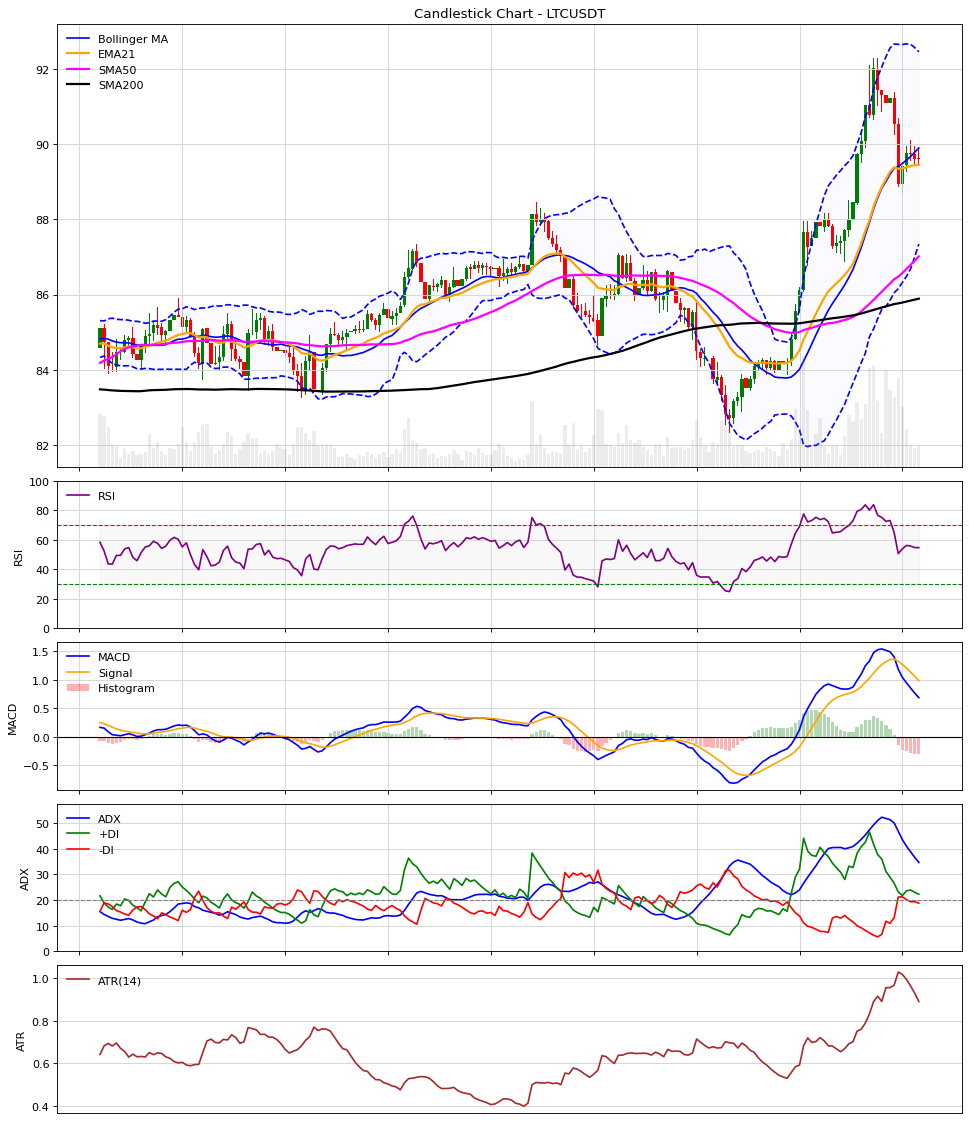 Candlestick Chart - LTCUSDT
Bollinger MA
EMA21
SMA50
SMA200
92
90
88
86
84
82
RSI
100
80
60
40
20
0
RSI
MACD
Signal
Histogram
1.5
1.0
0.5
0.0
−0.5
MACD
ADX
+DI
-DI
50
40
30
20
10
0
ADX
ATR(14)
1.0
0.8
0.6
0.4
ATR